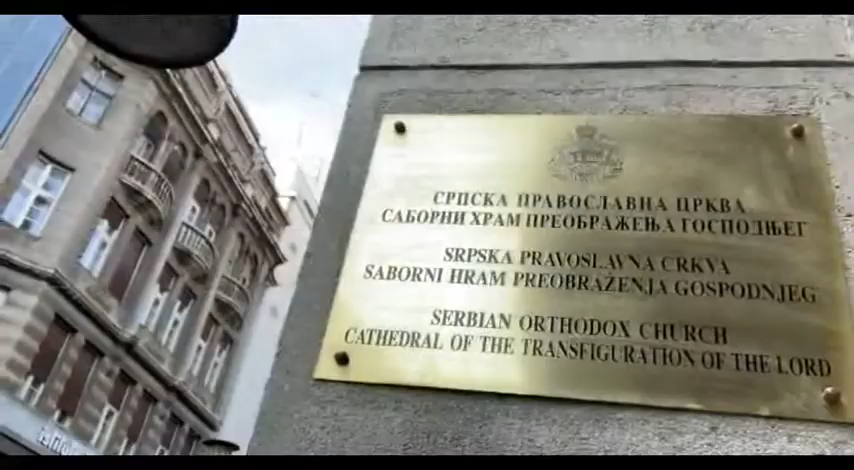 СРПСКА ПРАВОСЛАВНА ЦРКВА
САБОРНИ ХРАМ ПРЕОБРАЖЕЊА ГОСПОДЊЕГ
SRPSKA PRAVOSLAVNA CRKVA
SABORNI HRAM PREOBRAŽENJA GOSPODNJEG
SERBIAN ORTHODOX CHURCH
CATHEDRAL OF THE TRANSFIGURATION OF THE LORD